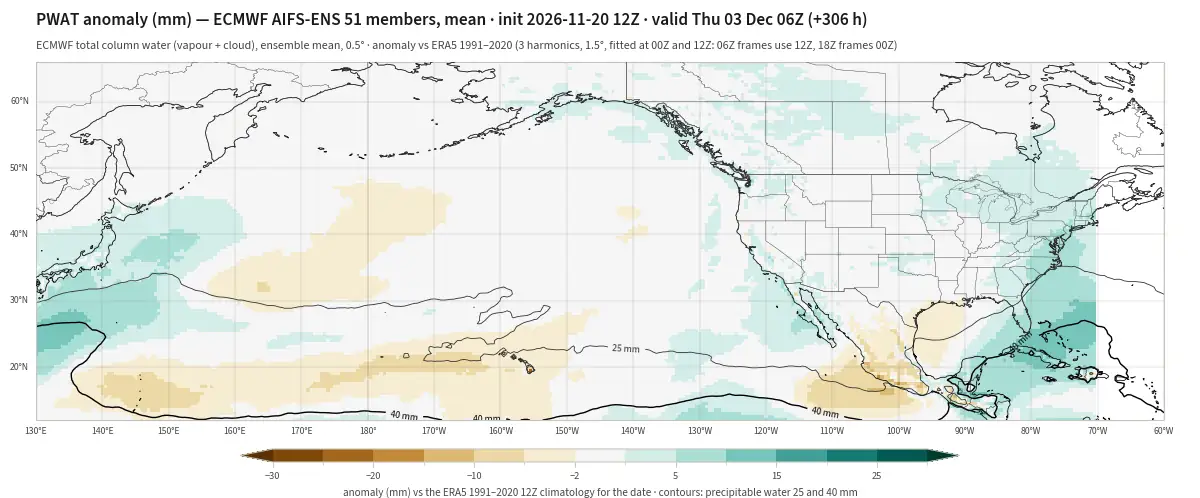 PWAT anomaly (mm) — ECMWF AIFS-ENS 51 members, mean · init 2026-11-20 12Z · valid Thu 03 Dec 06Z (+306 h)
ECMWF total column water (vapour + cloud), ensemble mean, 0.5° · anomaly vs ERA5 1991–2020 (3 harmonics, 1.5°, fitted at 00Z and 12Z: 06Z frames use 12Z, 18Z frames 00Z)
60°N
50°N
40°N
30°N
20°N
25 mm
40 mm
40 mm
40 mm
130°E 140°E 150°E 160°E 170°E 180° 170°W 160°W 150°W 140°W 130°W 120°W 110°W 100°W 90°W 80°W 70°W 60°W
−30 −20 −10 −2 5 15 25
anomaly (mm) vs the ERA5 1991–2020 12Z climatology for the date · contours: precipitable water 25 and 40 mm